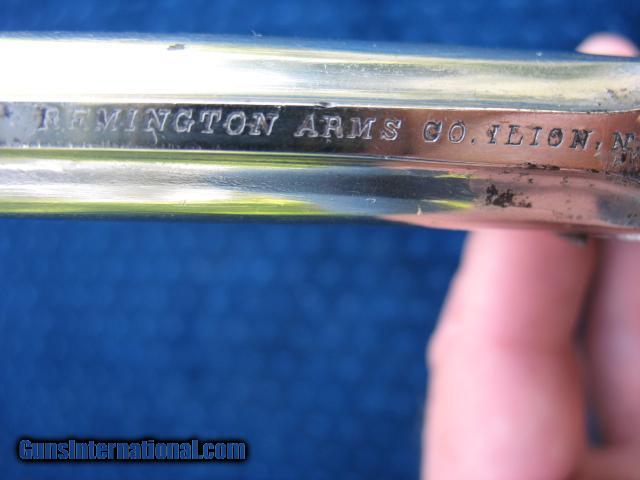 REMINGTON ARMS CO. ILION, N
GunsInternational.com